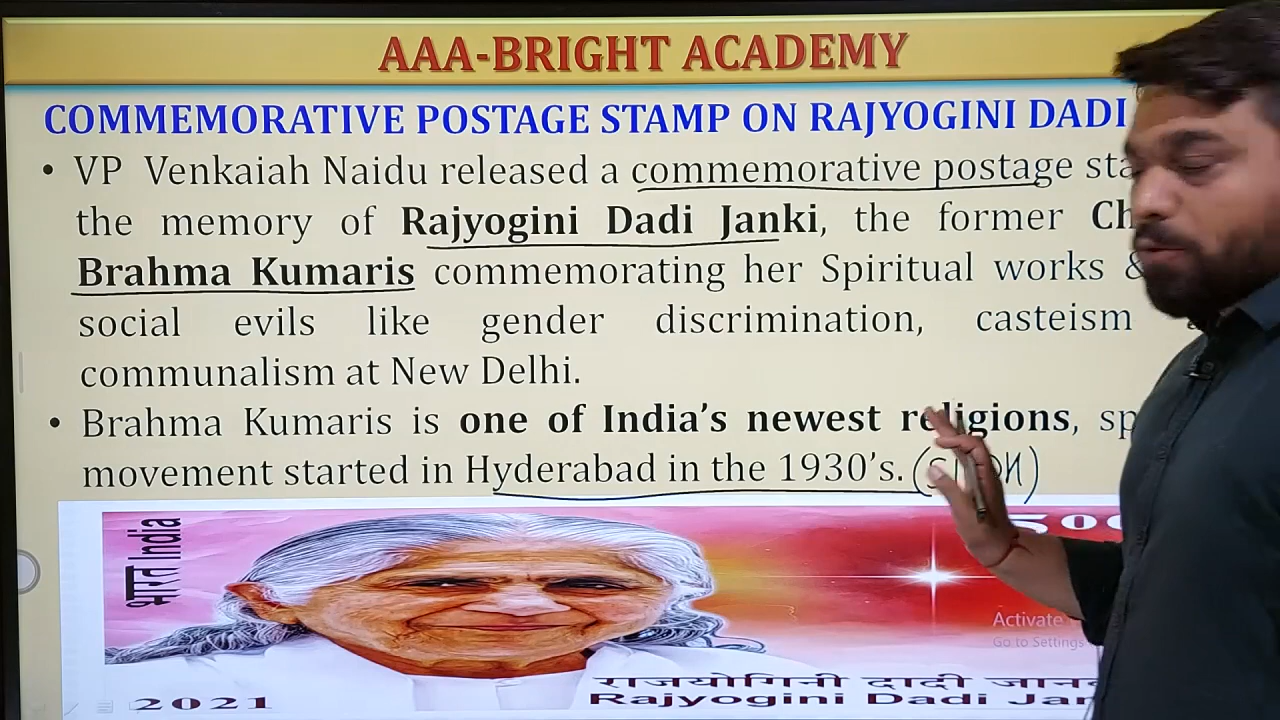 AAA-BRIGHT ACADEMY
COMMEMORATIVE POSTAGE STAMP ON RAJYOGINI DADI
• VP Venkaiah Naidu released a commemorative postage
the memory of Rajyogini Dadi Janki, the former
Brahma Kumaris commemorating her Spiritual works &
social evils like gender discrimination, casteism
communalism at New Delhi.
• Brahma Kumaris is one of India's newest religions,
movement started in Hyderabad in the 1930's.
भारत India
Activate
Go to Settings
राजयोगिनी दादी
2021
Rajyogini Dadi